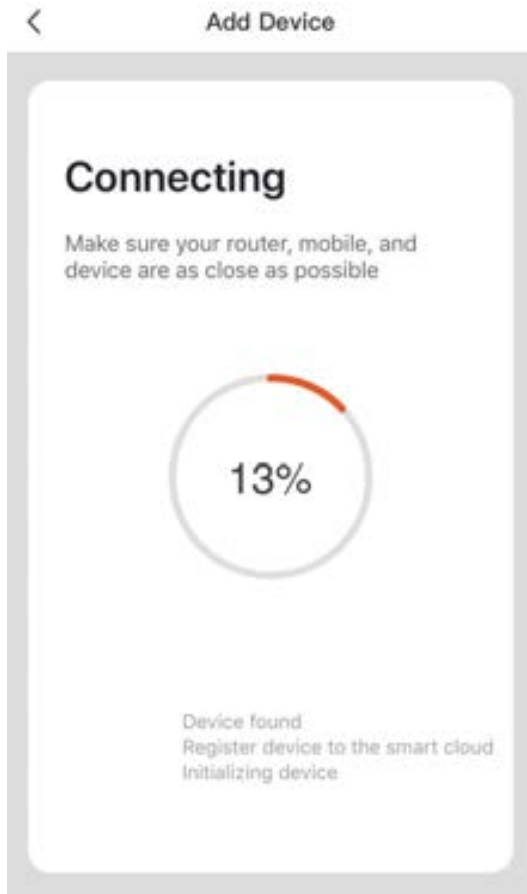 Add Device
Connecting
Make sure your router, mobile, and
device are as close as possible
13%
Device found
Register device to the smart cloud
Initializing device